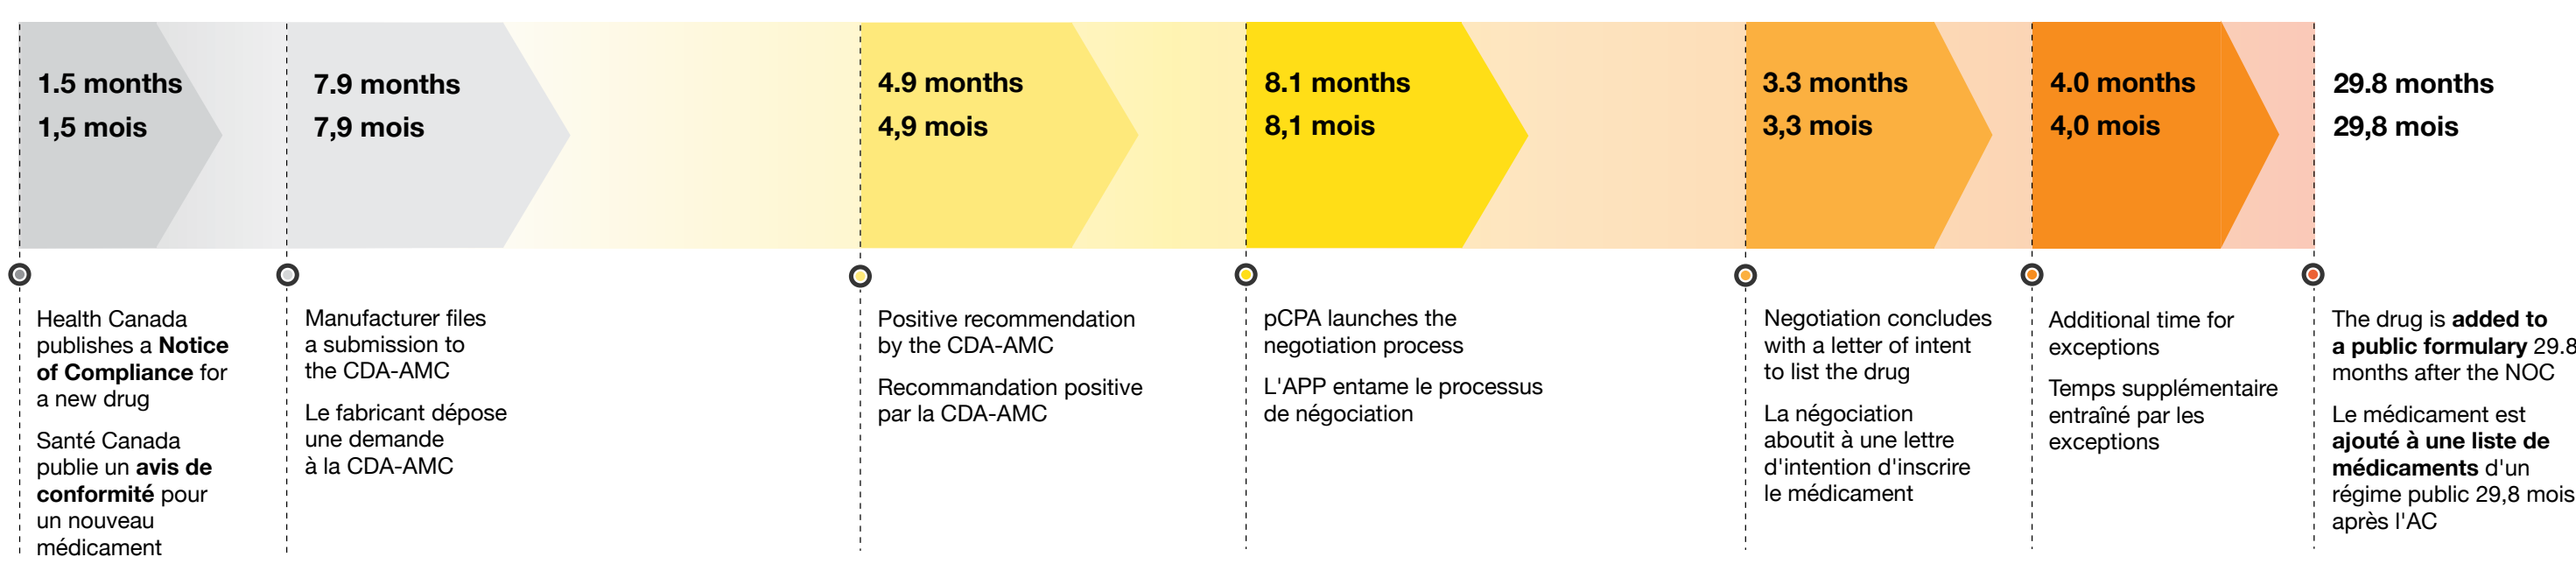 1.5 months
1,5 mois
7.9 months
7,9 mois
4.9 months
4,9 mois
8.1 months
8,1 mois
3.3 months
3,3 mois
4.0 months
4,0 mois
29.8 months
29,8 mois
Health Canada
publishes a Notice
of Compliance for
a new drug
Santé Canada
publie un avis de
conformité pour
un nouveau
médicament
Manufacturer files
a submission to
the CDA-AMC
Le fabricant dépose
une demande
à la CDA-AMC
Positive recommendation
by the CDA-AMC
Recommandation positive
par la CDA-AMC
pCPA launches the
negotiation process
L'APP entame le processus
de négociation
Negotiation concludes
with a letter of intent
to list the drug
La négociation
aboutit à une lettre
d'intention d'inscrire
le médicament
Additional time for
exceptions
Temps supplémentaire
entraîné par les
exceptions
The drug is added to
a public formulary 29.8
months after the NOC
Le médicament est
ajouté à une liste de
médicaments d'un
régime public 29,8 mois
après l'AC